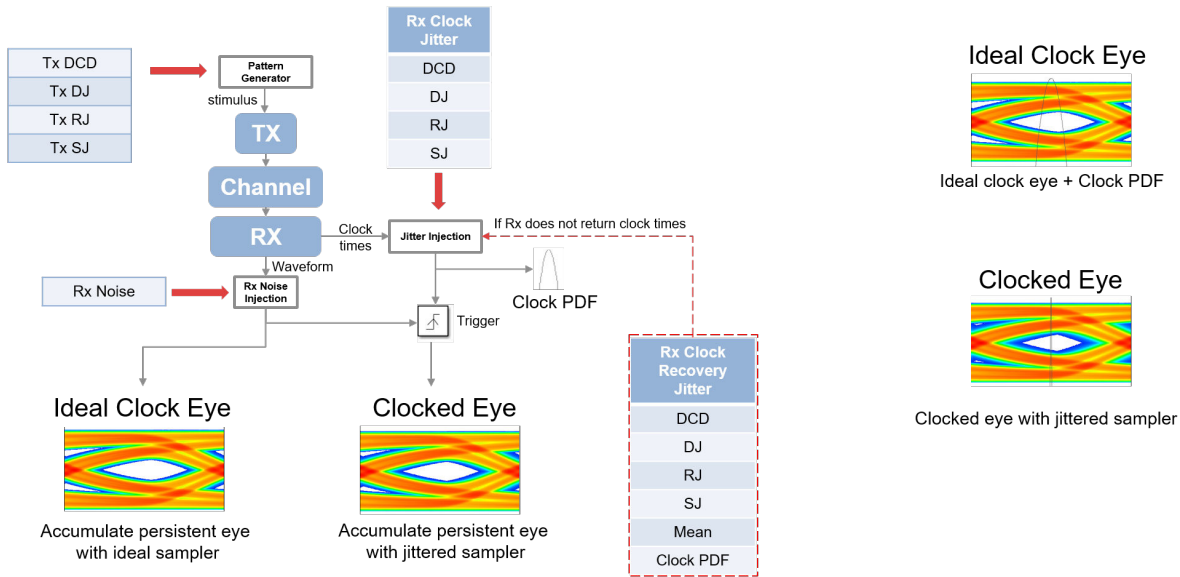 Tx DCD
Tx DJ
Tx RJ
Tx SJ
Pattern
Generator
stimulus
TX
Channel
RX
Clock
times
Waveform
Rx Noise
Rx Noise
Injection
Rx Clock
Jitter
DCD
DJ
RJ
SJ
Jitter Injection
If Rx does not return clock times
Clock PDF
Trigger
Ideal Clock Eye
Accumulate persistent eye
with ideal sampler
Clocked Eye
Accumulate persistent eye
with jittered sampler
Rx Clock
Recovery
Jitter
DCD
DJ
RJ
SJ
Mean
Clock PDF
Ideal Clock Eye
Ideal clock eye + Clock PDF
Clocked Eye
Clocked eye with jittered sampler